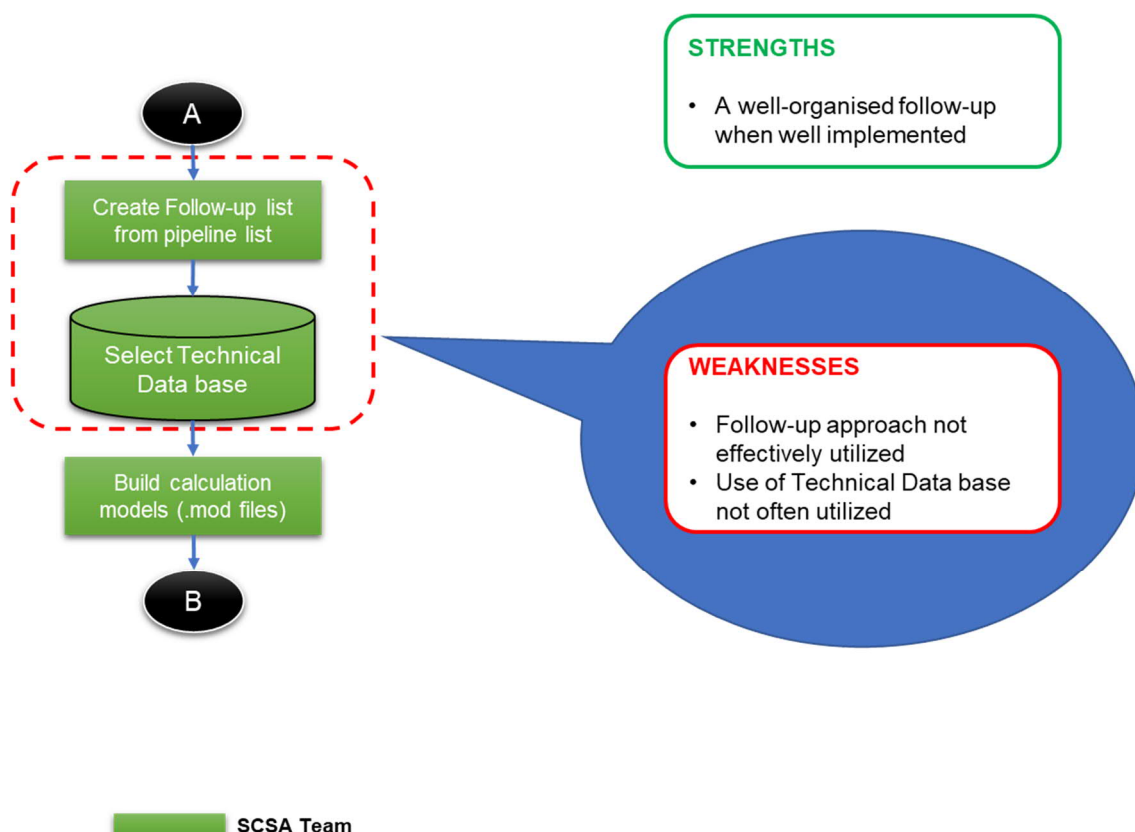 A
Create Follow-up list
from pipeline list
Select Technical
Data base
Build calculation
models (.mod files)
B
STRENGTHS
• A well-organised follow-up
when well implemented
WEAKNESSES
• Follow-up approach not
effectively utilized
• Use of Technical Data base
not often utilized
SCSA Team